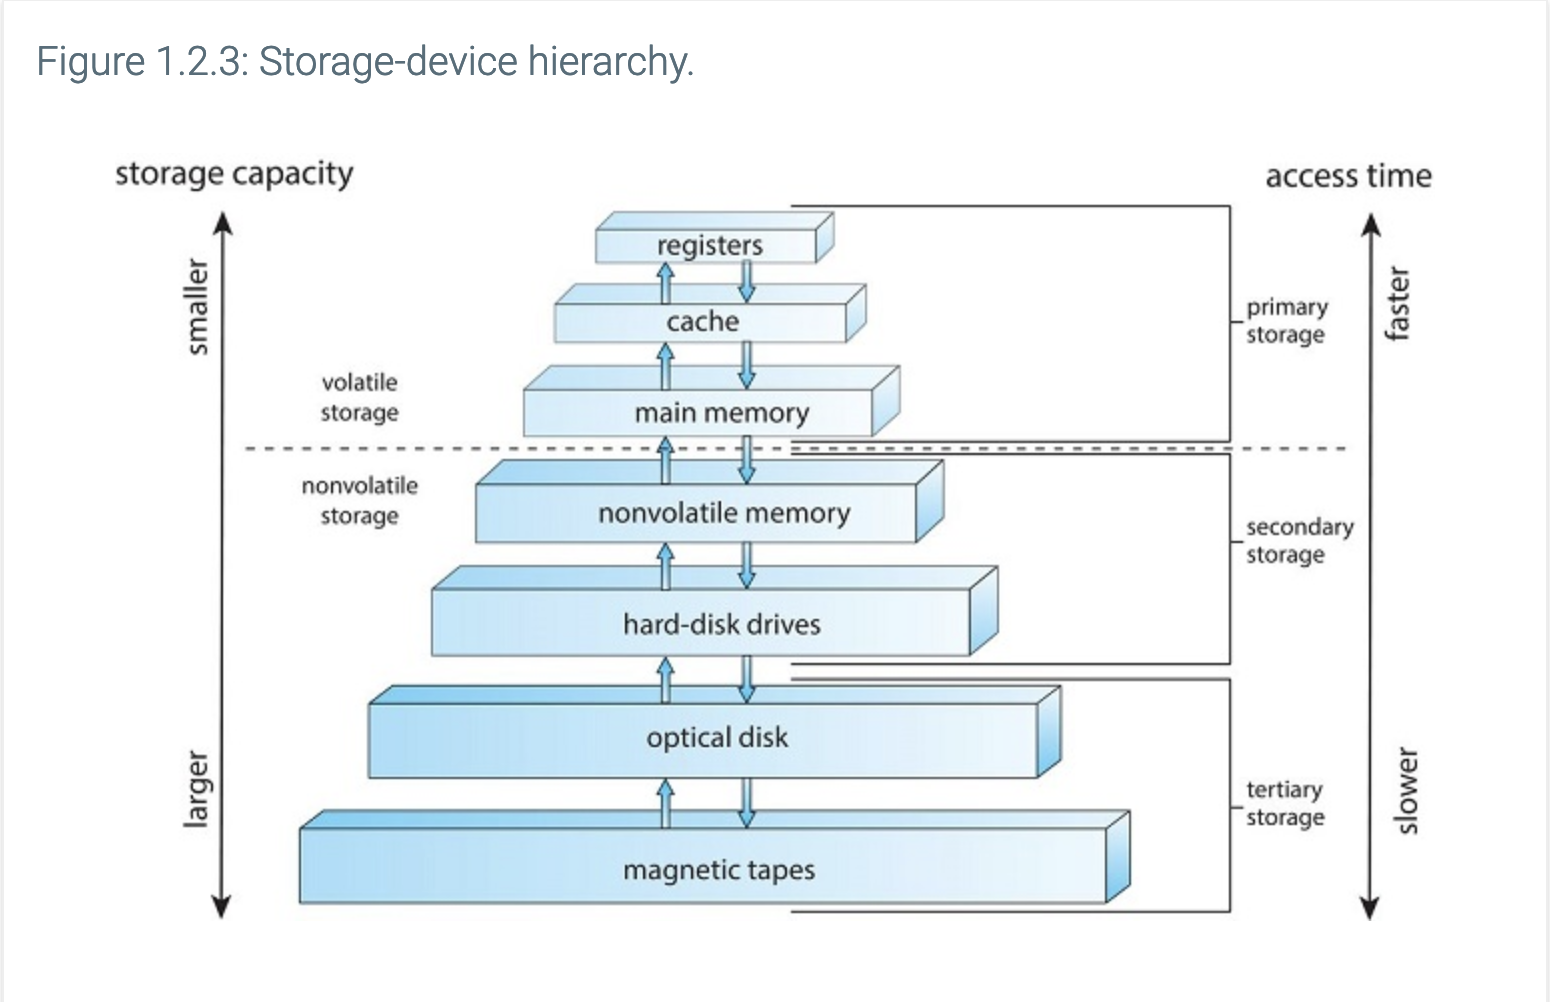 Figure 1.2.3: Storage-device hierarchy.
storage capacity
access time
smaller
larger
registers
cache
main memory
volatile
storage
nonvolatile
storage
nonvolatile memory
hard-disk drives
optical disk
magnetic tapes
primary
storage
secondary
storage
tertiary
storage
faster
slower